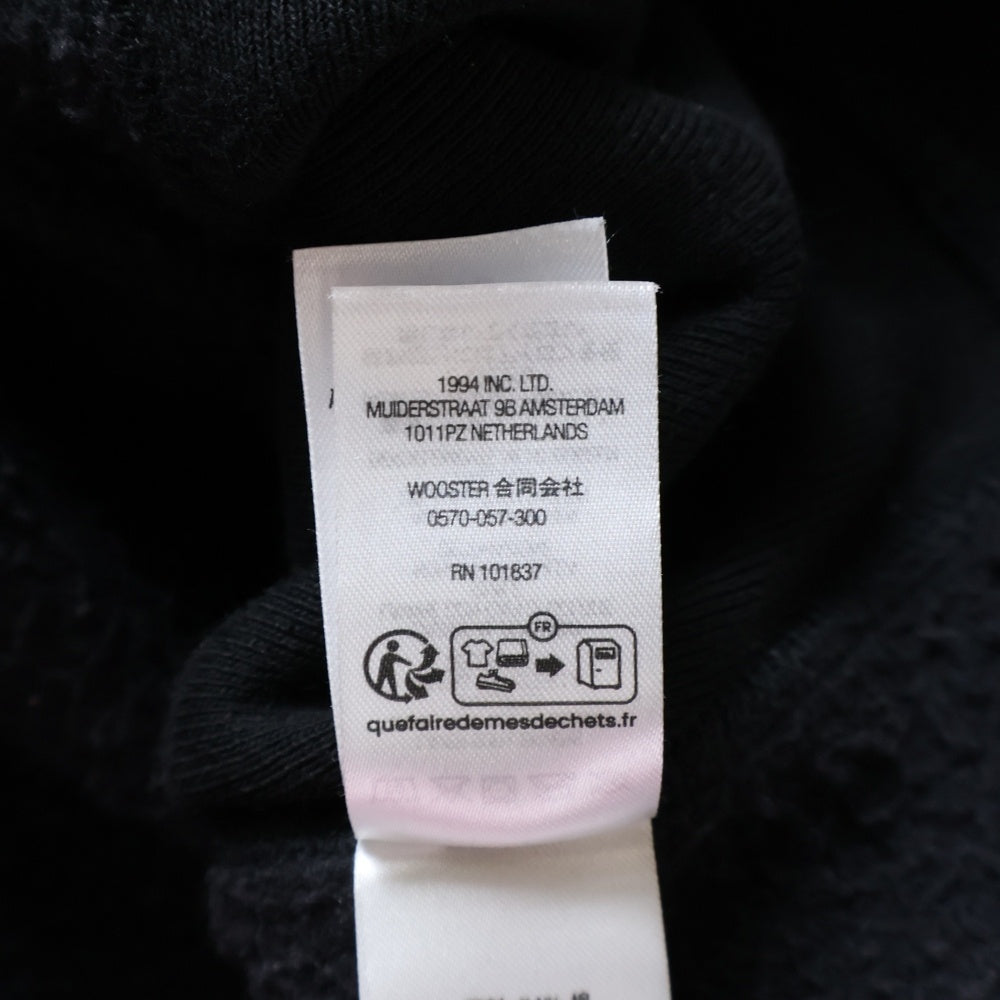 1994 INC. LTD.
MUIDERSTRAAT 9B AMSTERDAM
1011PZ NETHERLANDS
WOOSTER 合同会社
0570-057-300
RN 101837
FR
quefairedemesdechets.fr